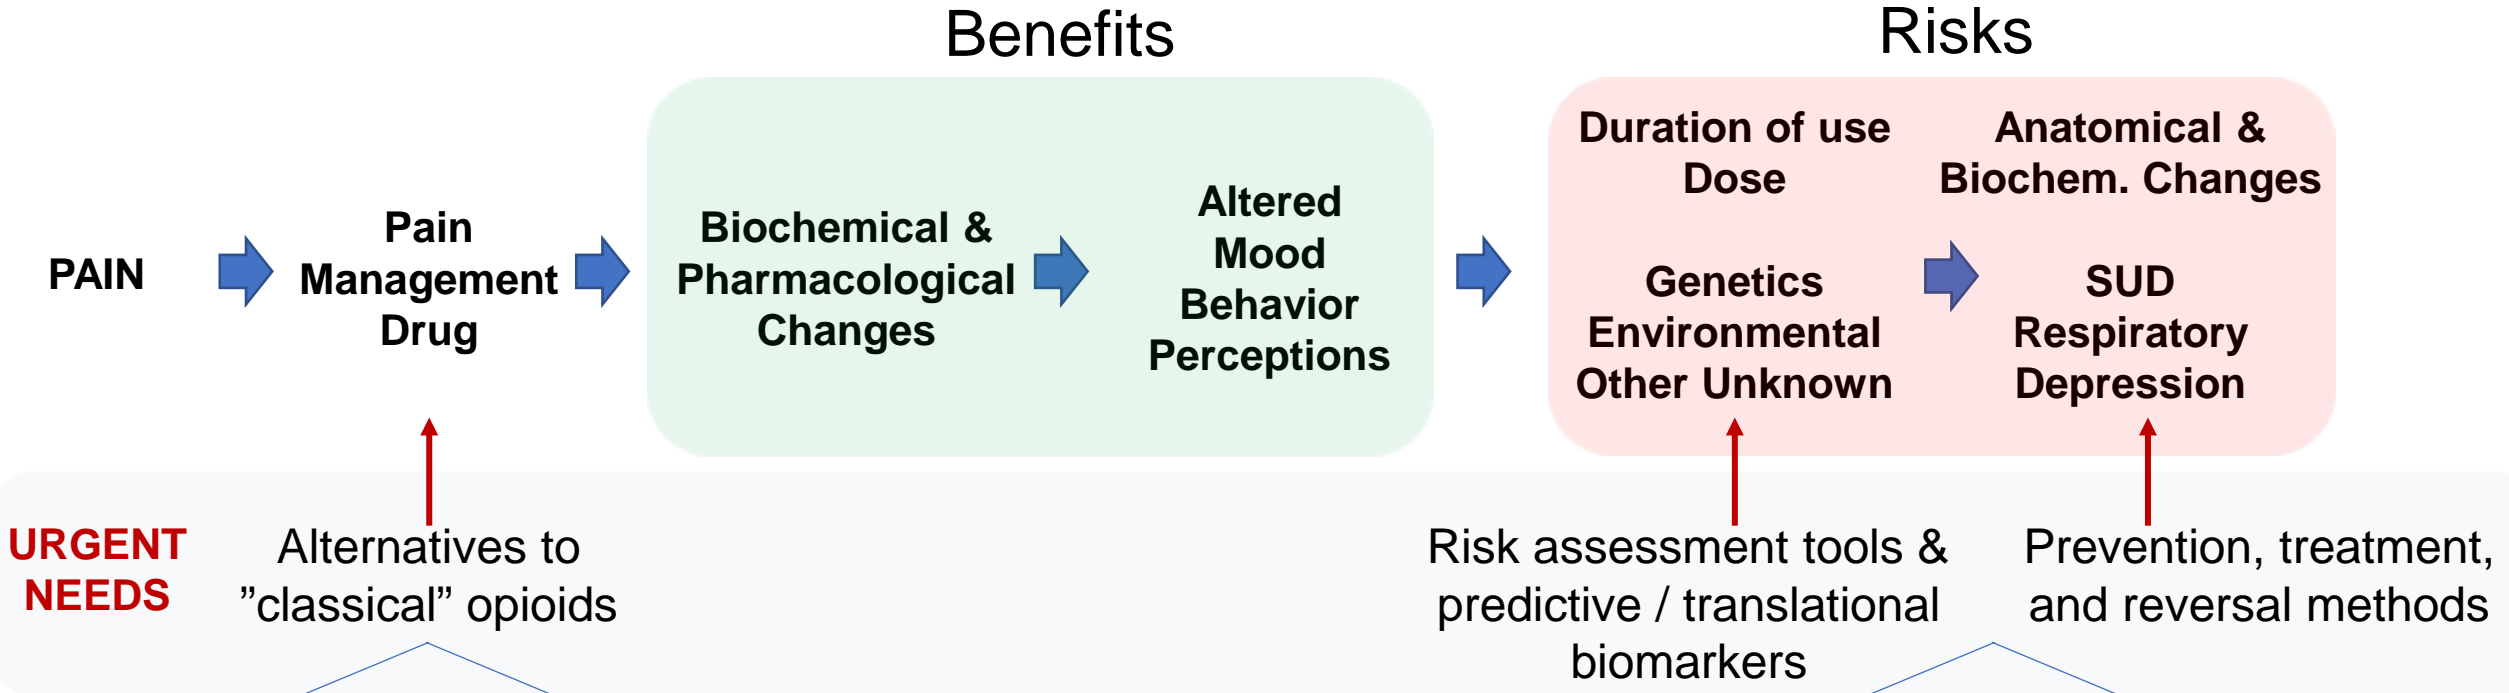 Benefits
Risks
PAIN
Pain
Management
Drug
Biochemical &
Pharmacological
Changes
Altered
Mood
Behavior
Perceptions
Duration of use
Dose
Genetics
Environmental
Other Unknown
Anatomical &
Biochem. Changes
SUD
Respiratory
Depression
URGENT
NEEDS
Alternatives to
”classical” opioids
Risk assessment tools &
predictive / translational
biomarkers
Prevention, treatment,
and reversal methods